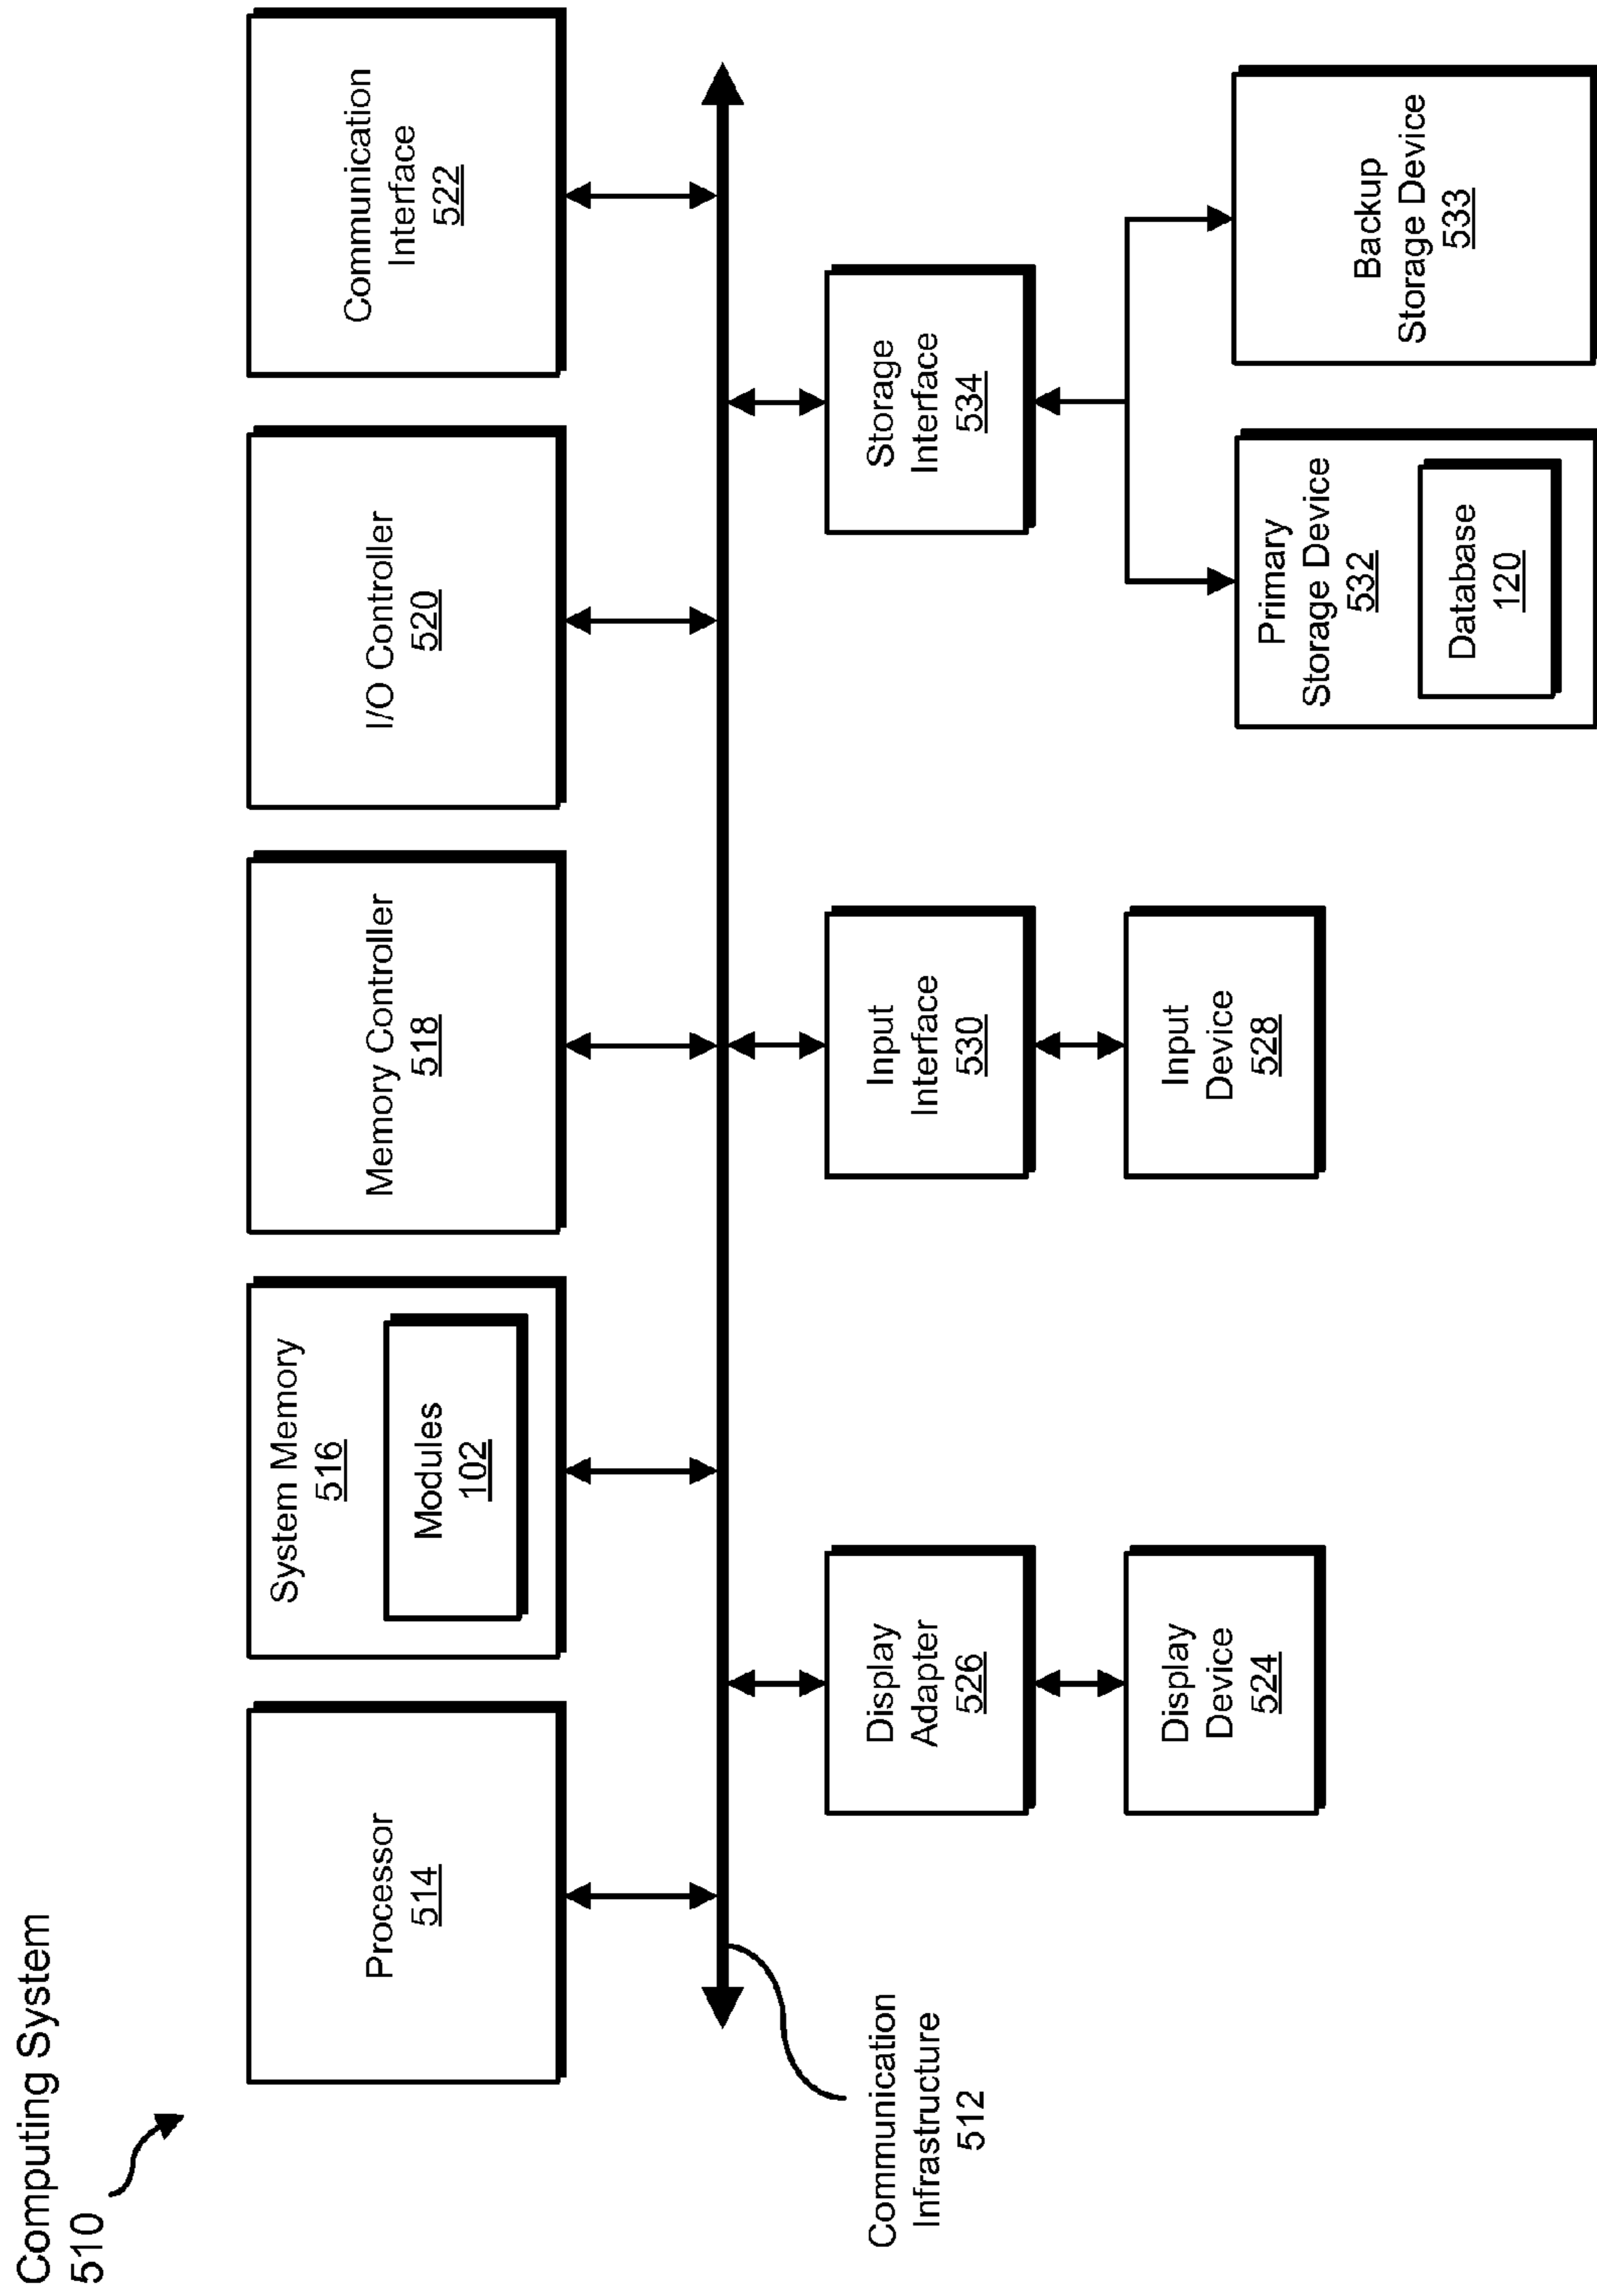 Computing System
510
Processor
514
System Memory
516
Modules
102
Memory Controller
518
I/O Controller
520
Communication
Interface
522
Communication
Infrastructure
512
Display
Adapter
526
Input
Interface
530
Storage
Interface
534
Display
Device
524
Input
Device
528
Primary
Storage Device
532
Database
120
Backup
Storage Device
533